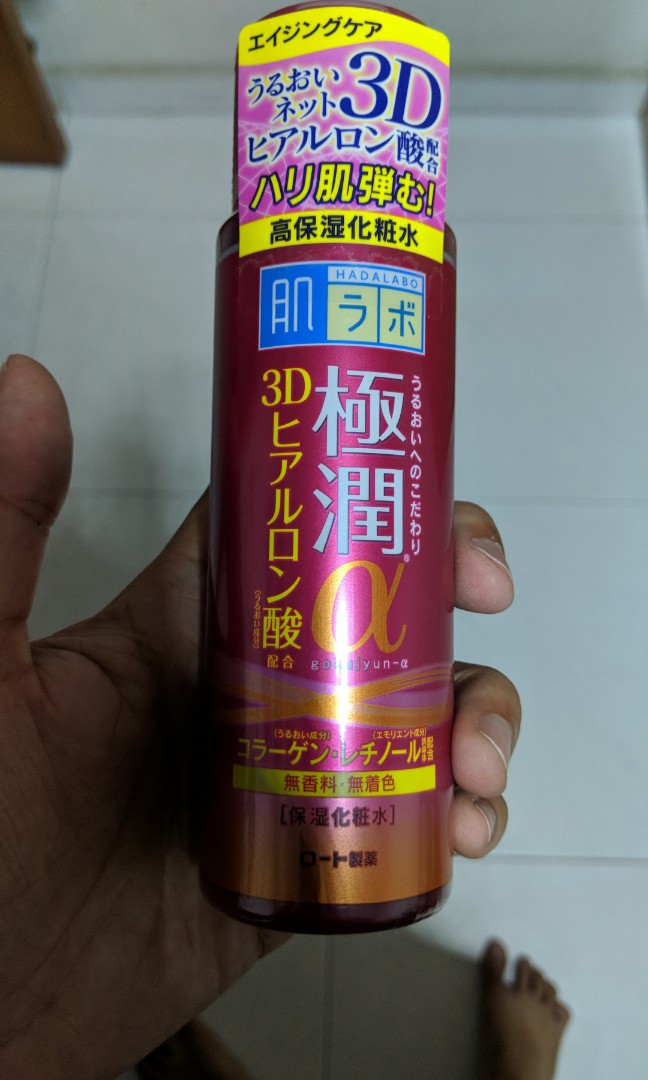 エイジングケア
うるおい
ネット
3D
ヒアルロン酸配合
ハリ肌弾む!
高保湿化粧水
HADALABO
肌ラボ
うるおいへのこだわり
極潤®
α
3Dヒアルロン酸
(うるおい成分)
配合
gokujyun-α
(うるおい成分) (エモリエント成分)
コラーゲン・レチノール誘導体配合
無香料・無着色
[保湿化粧水]
ロート製薬